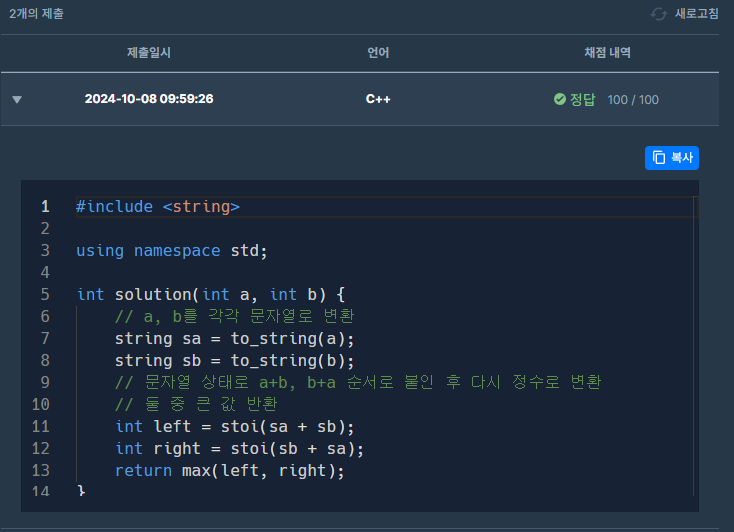 2개의 제출 새로고침
제출일시 언어 채점 내역
2024-10-08 09:59:26 C++ 정답 100 / 100
복사
1 #include <string>
2
3 using namespace std;
4
5 int solution(int a, int b) {
6 // a, b를 각각 문자열로 변환
7 string sa = to_string(a);
8 string sb = to_string(b);
9 // 문자열 상태로 a+b, b+a 순서로 붙인 후 다시 정수로 변환
10 // 둘 중 큰 값 반환
11 int left = stoi(sa + sb);
12 int right = stoi(sb + sa);
13 return max(left, right);
14 }